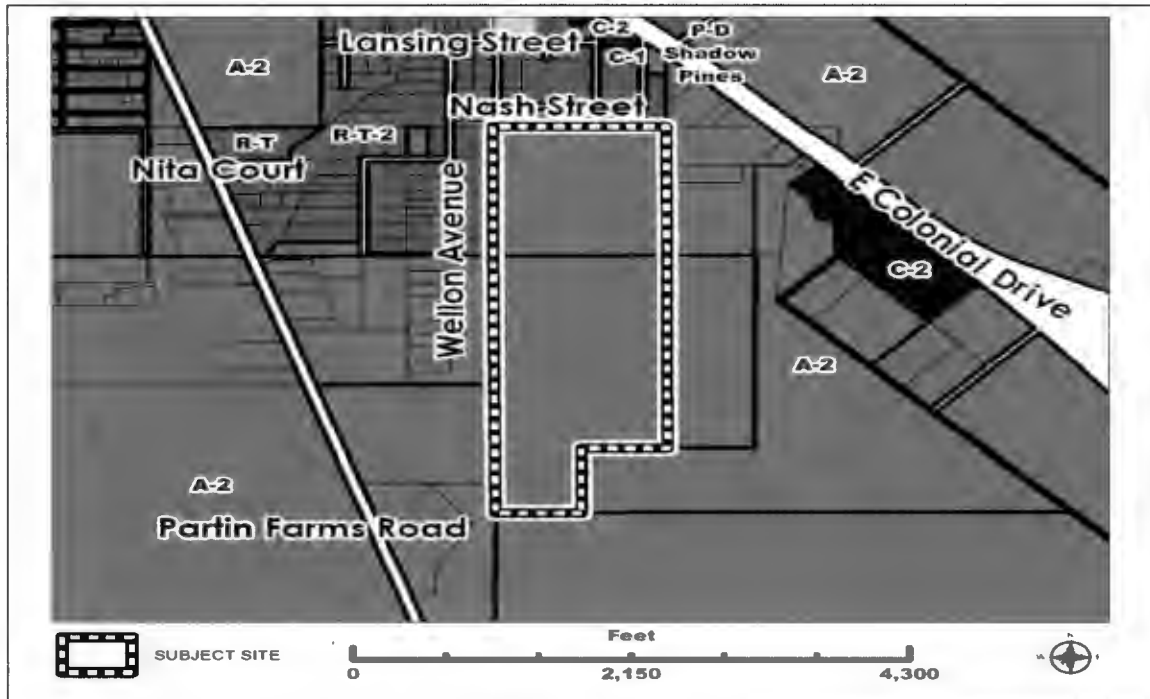 C-2
P-D
Lansing Street
C-1
Shadow
Pines
A-2
A-2
Nash Street
R-T
R-T-2
Nita Court
Wellon Avenue
E Colonial Drive
C-2
A-2
A-2
Partin Farms Road
SUBJECT SITE
Feet
0 2,150 4,300